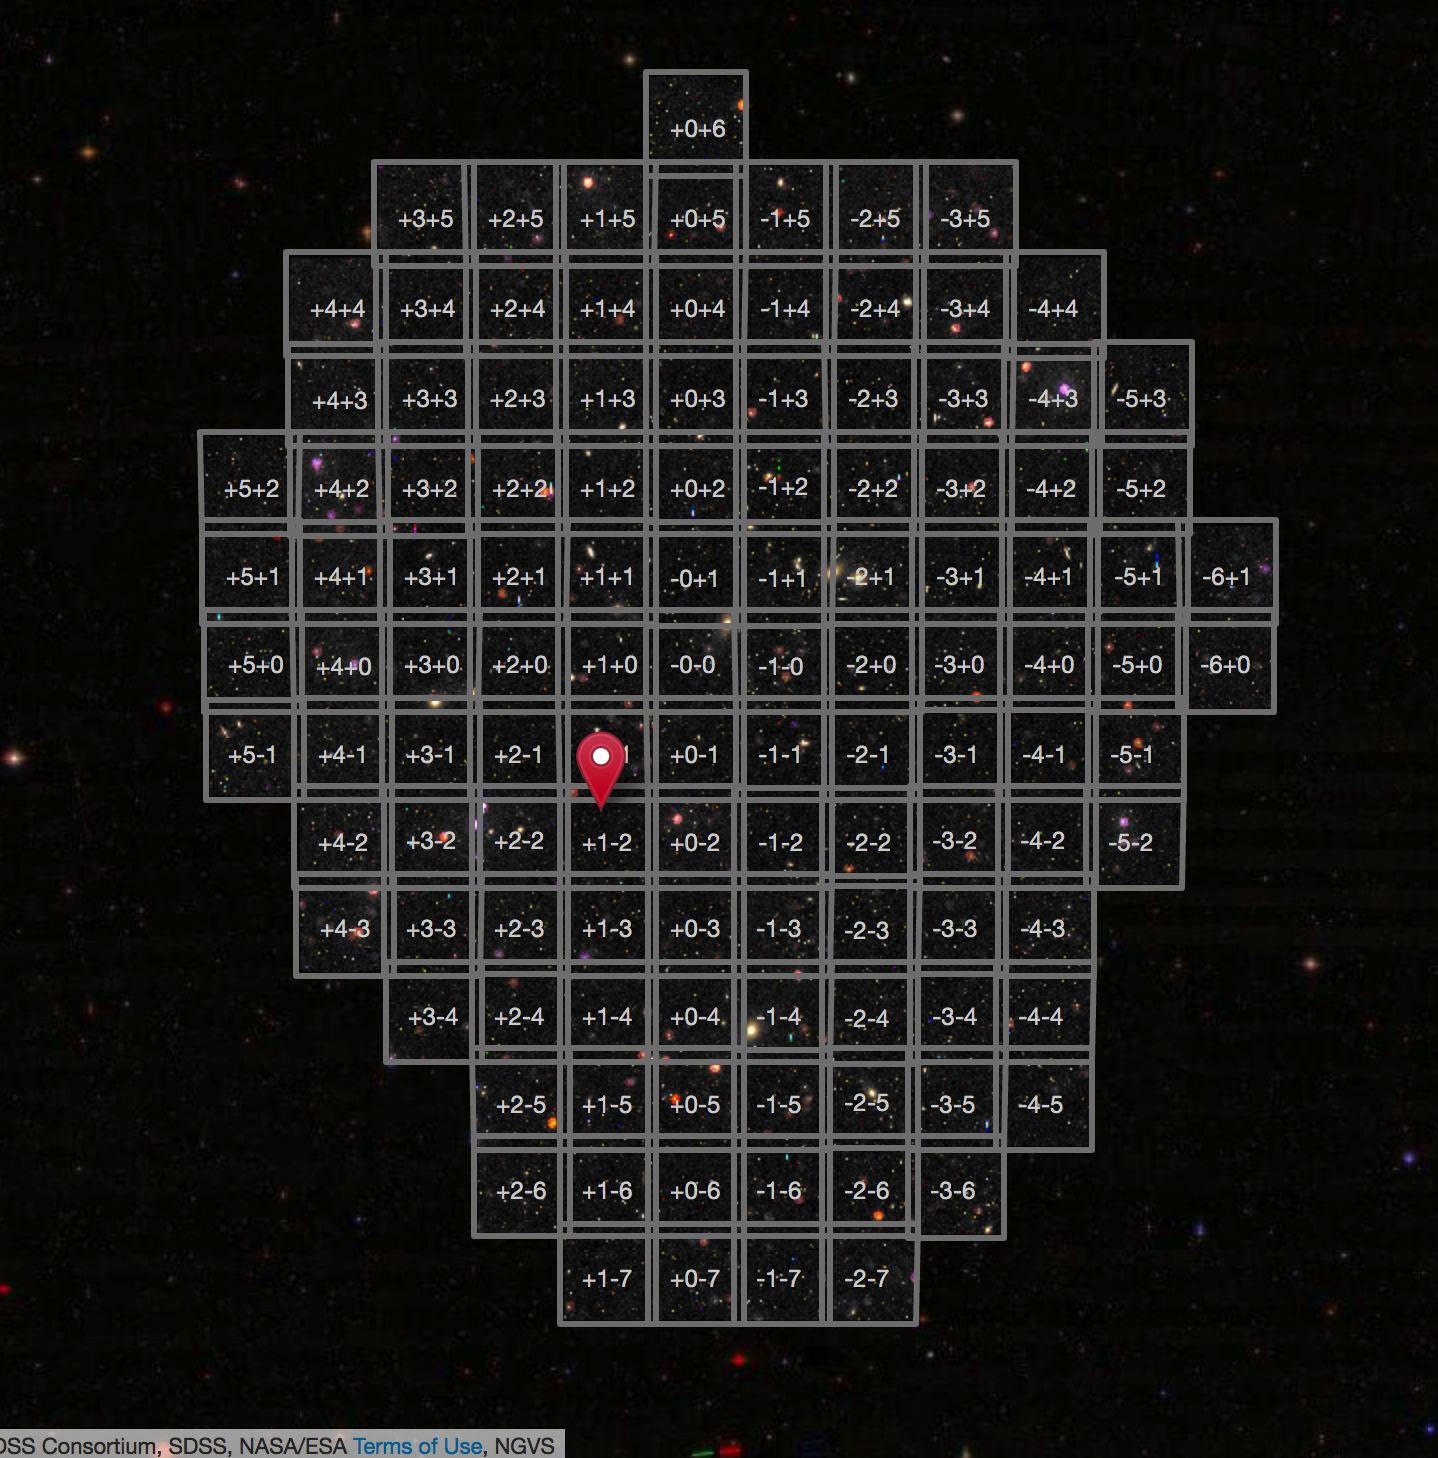 +0+6
+3+5 +2+5 +1+5 +0+5 -1+5 -2+5 -3+5
+4+4 +3+4 +2+4 +1+4 +0+4 -1+4 -2+4 -3+4 -4+4
+4+3 +3+3 +2+3 +1+3 +0+3 -1+3 -2+3 -3+3 -4+3 -5+3
+5+2 +4+2 +3+2 +2+2 +1+2 +0+2 -1+2 -2+2 -3+2 -4+2 -5+2
+5+1 +4+1 +3+1 +2+1 +1+1 -0+1 -1+1 -2+1 -3+1 -4+1 -5+1 -6+1
+5+0 +4+0 +3+0 +2+0 +1+0 -0-0 -1-0 -2+0 -3+0 -4+0 -5+0 -6+0
+5-1 +4-1 +3-1 +2-1 1 +0-1 -1-1 -2-1 -3-1 -4-1 -5-1
+4-2 +3-2 +2-2 +1-2 +0-2 -1-2 -2-2 -3-2 -4-2 -5-2
+4-3 +3-3 +2-3 +1-3 +0-3 -1-3 -2-3 -3-3 -4-3
+3-4 +2-4 +1-4 +0-4 -1-4 -2-4 -3-4 -4-4
+2-5 +1-5 +0-5 -1-5 -2-5 -3-5 -4-5
+2-6 +1-6 +0-6 -1-6 -2-6 -3-6
+1-7 +0-7 -1-7 -2-7
Consortium, SDSS, NASA/ESA Terms of Use, NGVS